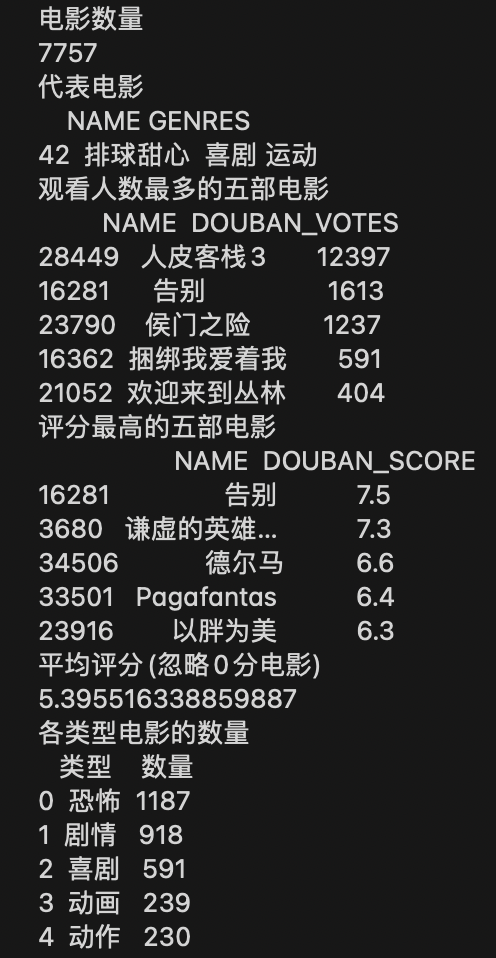 电影数量
7757
代表电影
NAME GENRES
42 排球甜心 喜剧 运动
观看人数最多的五部电影
NAME DOUBAN_VOTES
28449 人皮客栈3 12397
16281 告别 1613
23790 侯门之险 1237
16362 捆绑我爱着我 591
21052 欢迎来到丛林 404
评分最高的五部电影
NAME DOUBAN_SCORE
16281 告别 7.5
3680 谦虚的英雄... 7.3
34506 德尔马 6.6
33501 Pagafantas 6.4
23916 以胖为美 6.3
平均评分(忽略0分电影)
5.395516338859887
各类型电影的数量
类型 数量
0 恐怖 1187
1 剧情 918
2 喜剧 591
3 动画 239
4 动作 230